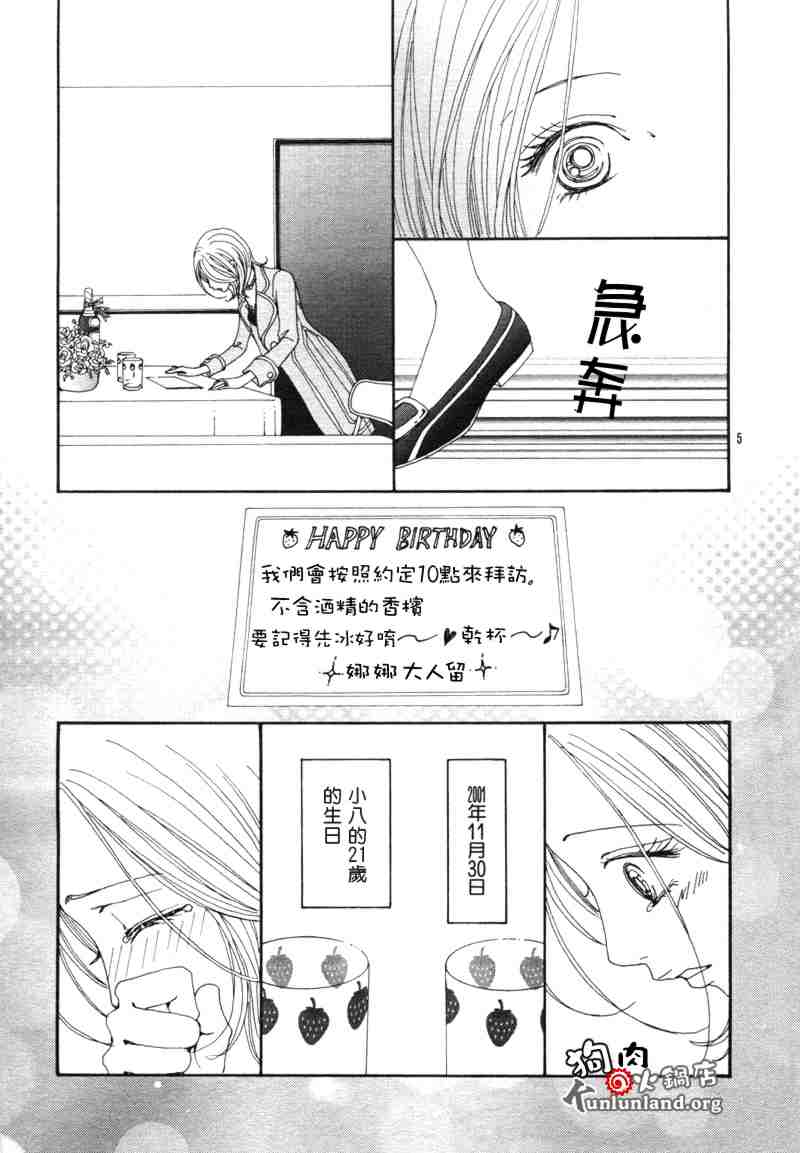 急奔
5
HAPPY BIRTHDAY
我們會按照約定10點來拜訪。
不含酒精的香檳
要記得先冰好唷～♥乾杯～♪
娜娜大人留
2001年11月30日
小八的21歲
的生日
狗肉
火鍋店
Kunlunland.org